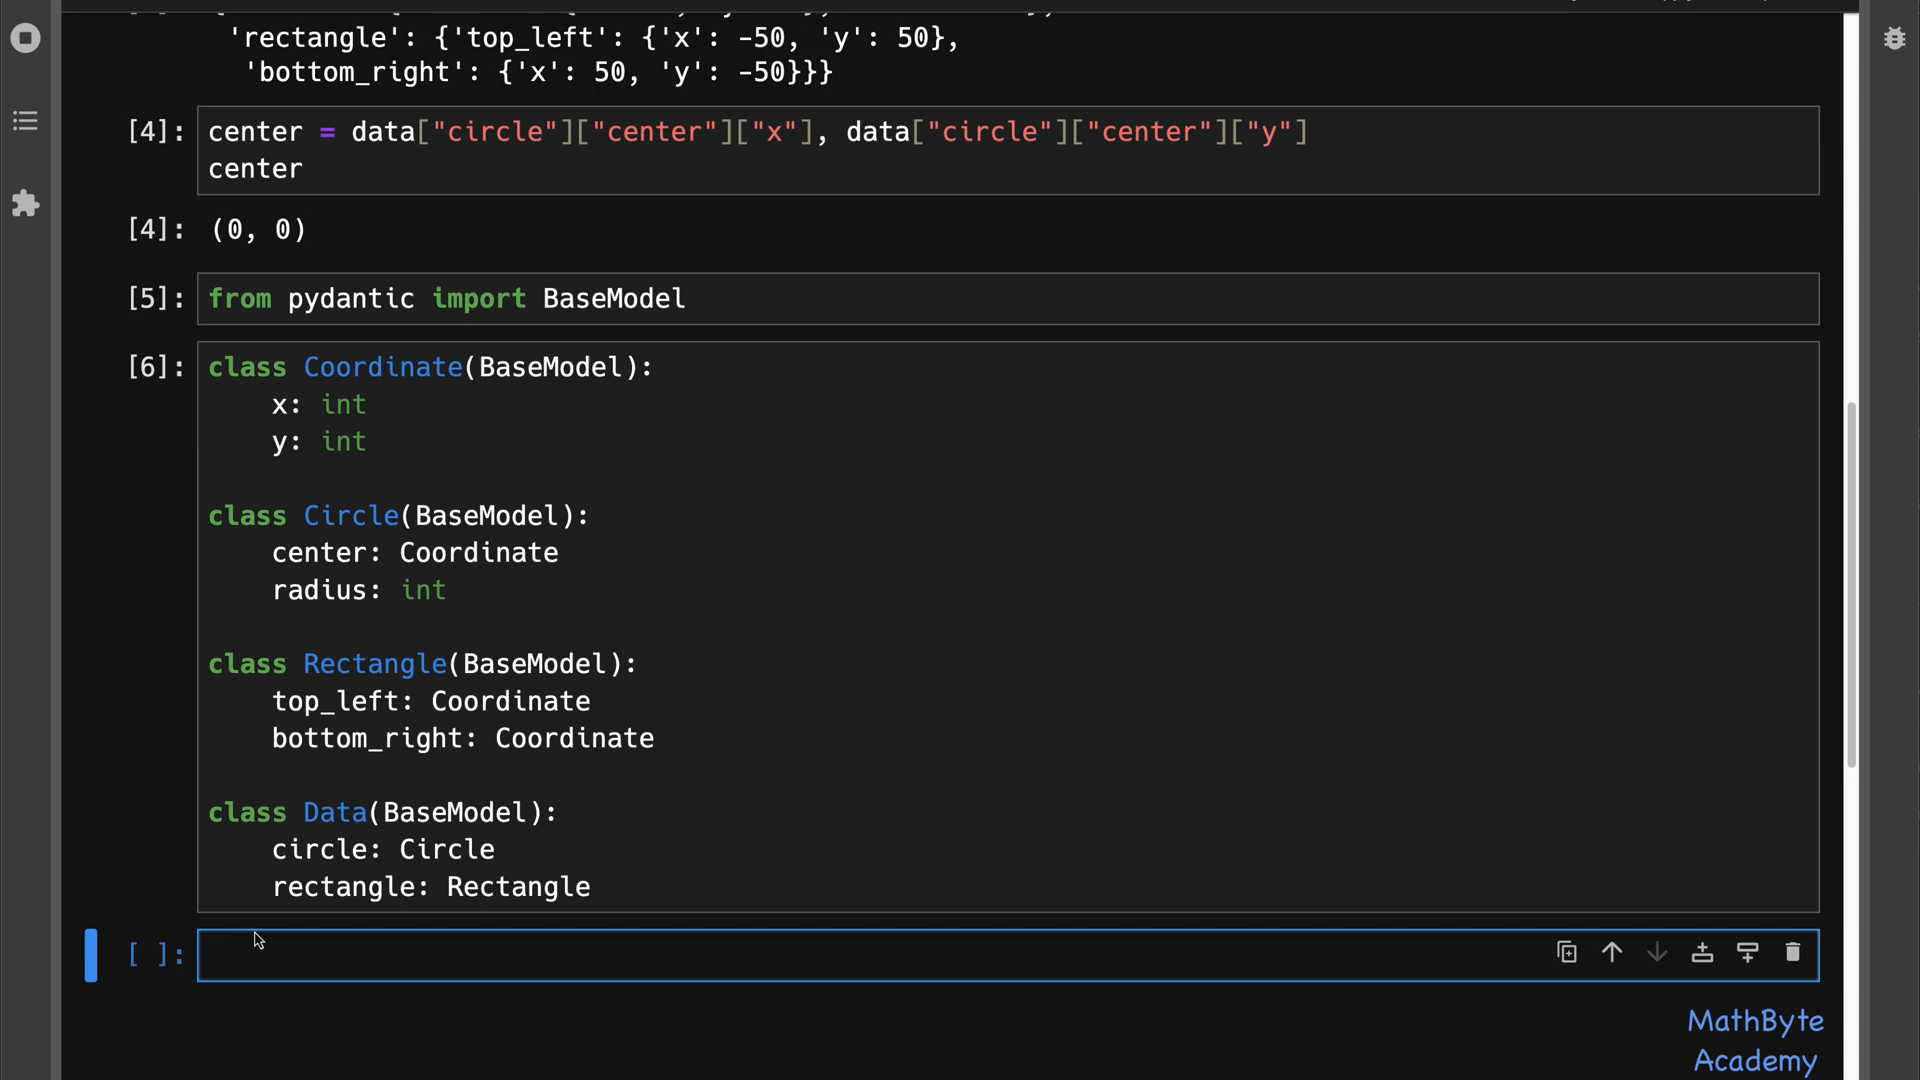 'rectangle': {'top_left': {'x': -50, 'y': 50},
'bottom_right': {'x': 50, 'y': -50}}}
[4]: center = data["circle"]["center"]["x"], data["circle"]["center"]["y"]
center
[4]: (0, 0)
[5]: from pydantic import BaseModel
[6]: class Coordinate(BaseModel):
x: int
y: int
class Circle(BaseModel):
center: Coordinate
radius: int
class Rectangle(BaseModel):
top_left: Coordinate
bottom_right: Coordinate
class Data(BaseModel):
circle: Circle
rectangle: Rectangle
[ ]:
MathByte
Academy